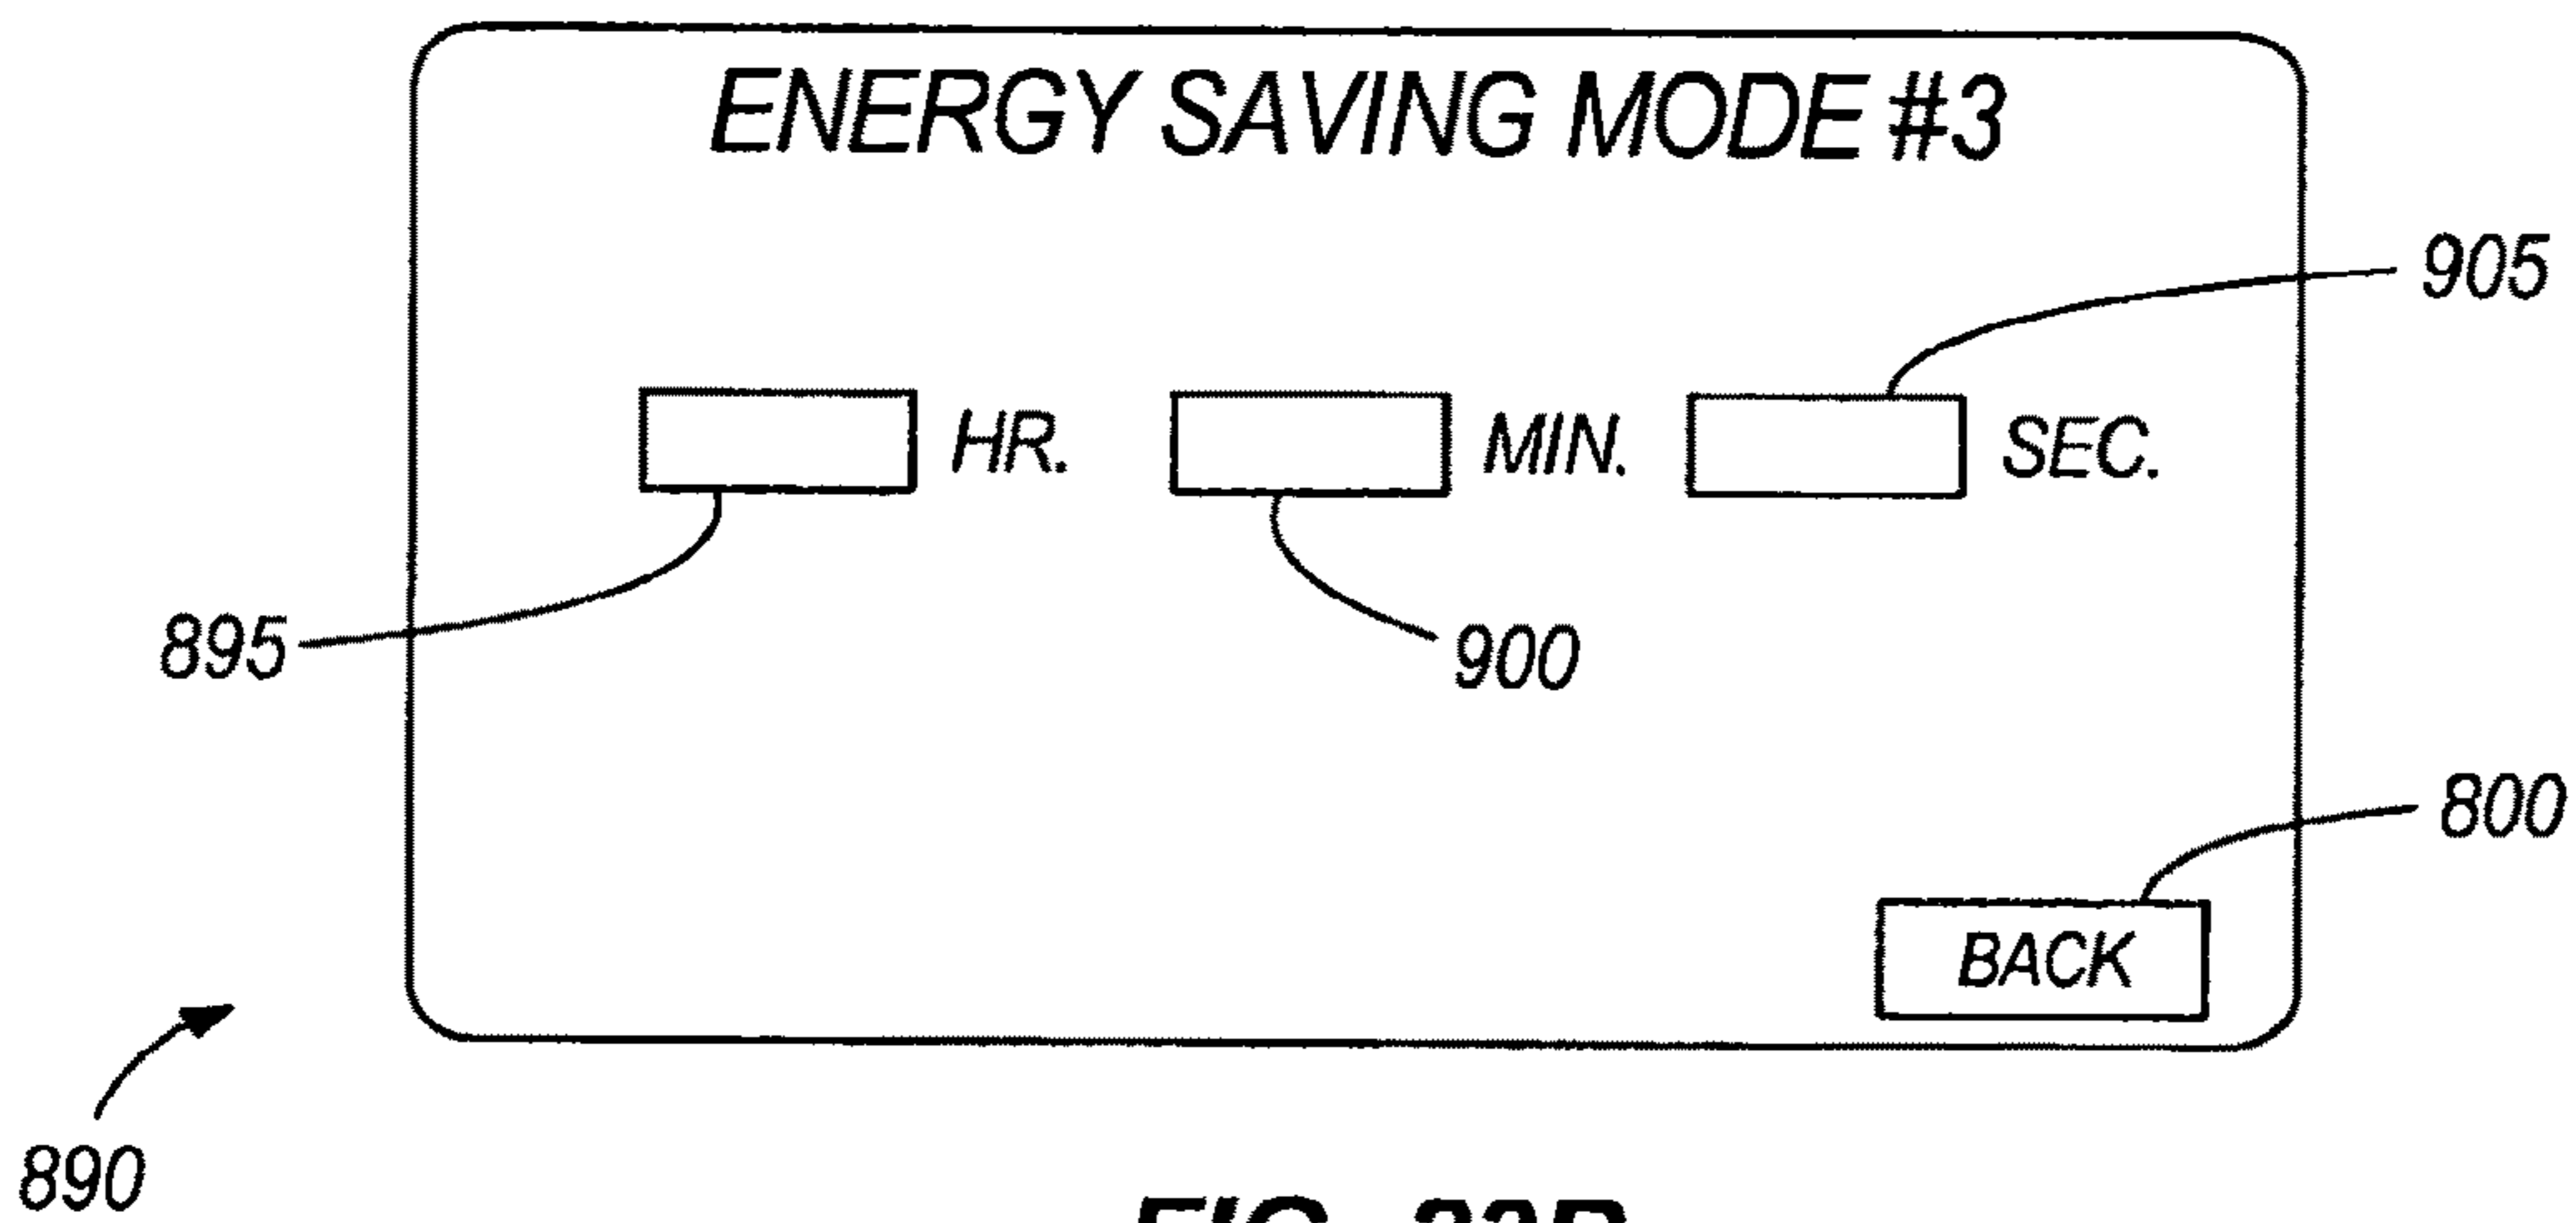 ENERGY SAVING MODE #3
905
HR. MIN. SEC.
895
900
800
BACK
890